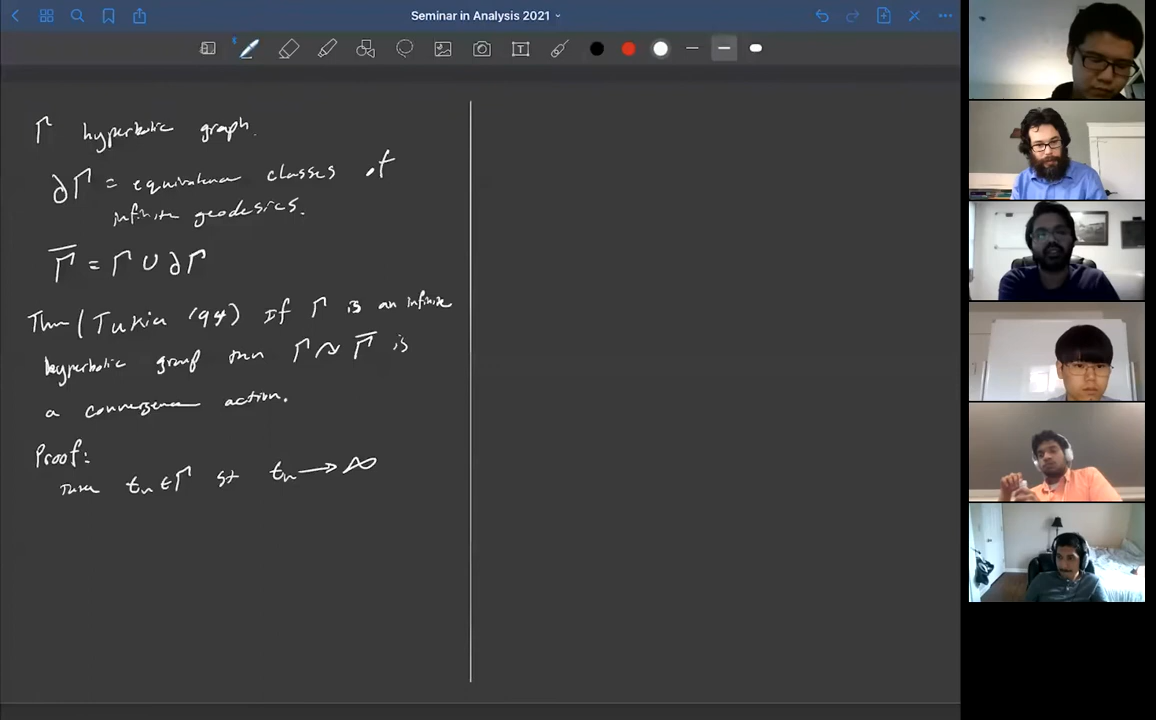 Seminar in Analysis 2021
Γ hyperbolic graph.
∂Γ = equivalence classes of
infinite geodesics.
Γ̅ = Γ ∪ ∂Γ
Thm (Tukia '94) If Γ is an infinite
hyperbolic group then Γ ↷ Γ̅ is
a convergence action.
Proof:
tn ∈ Γ st tn → ∞